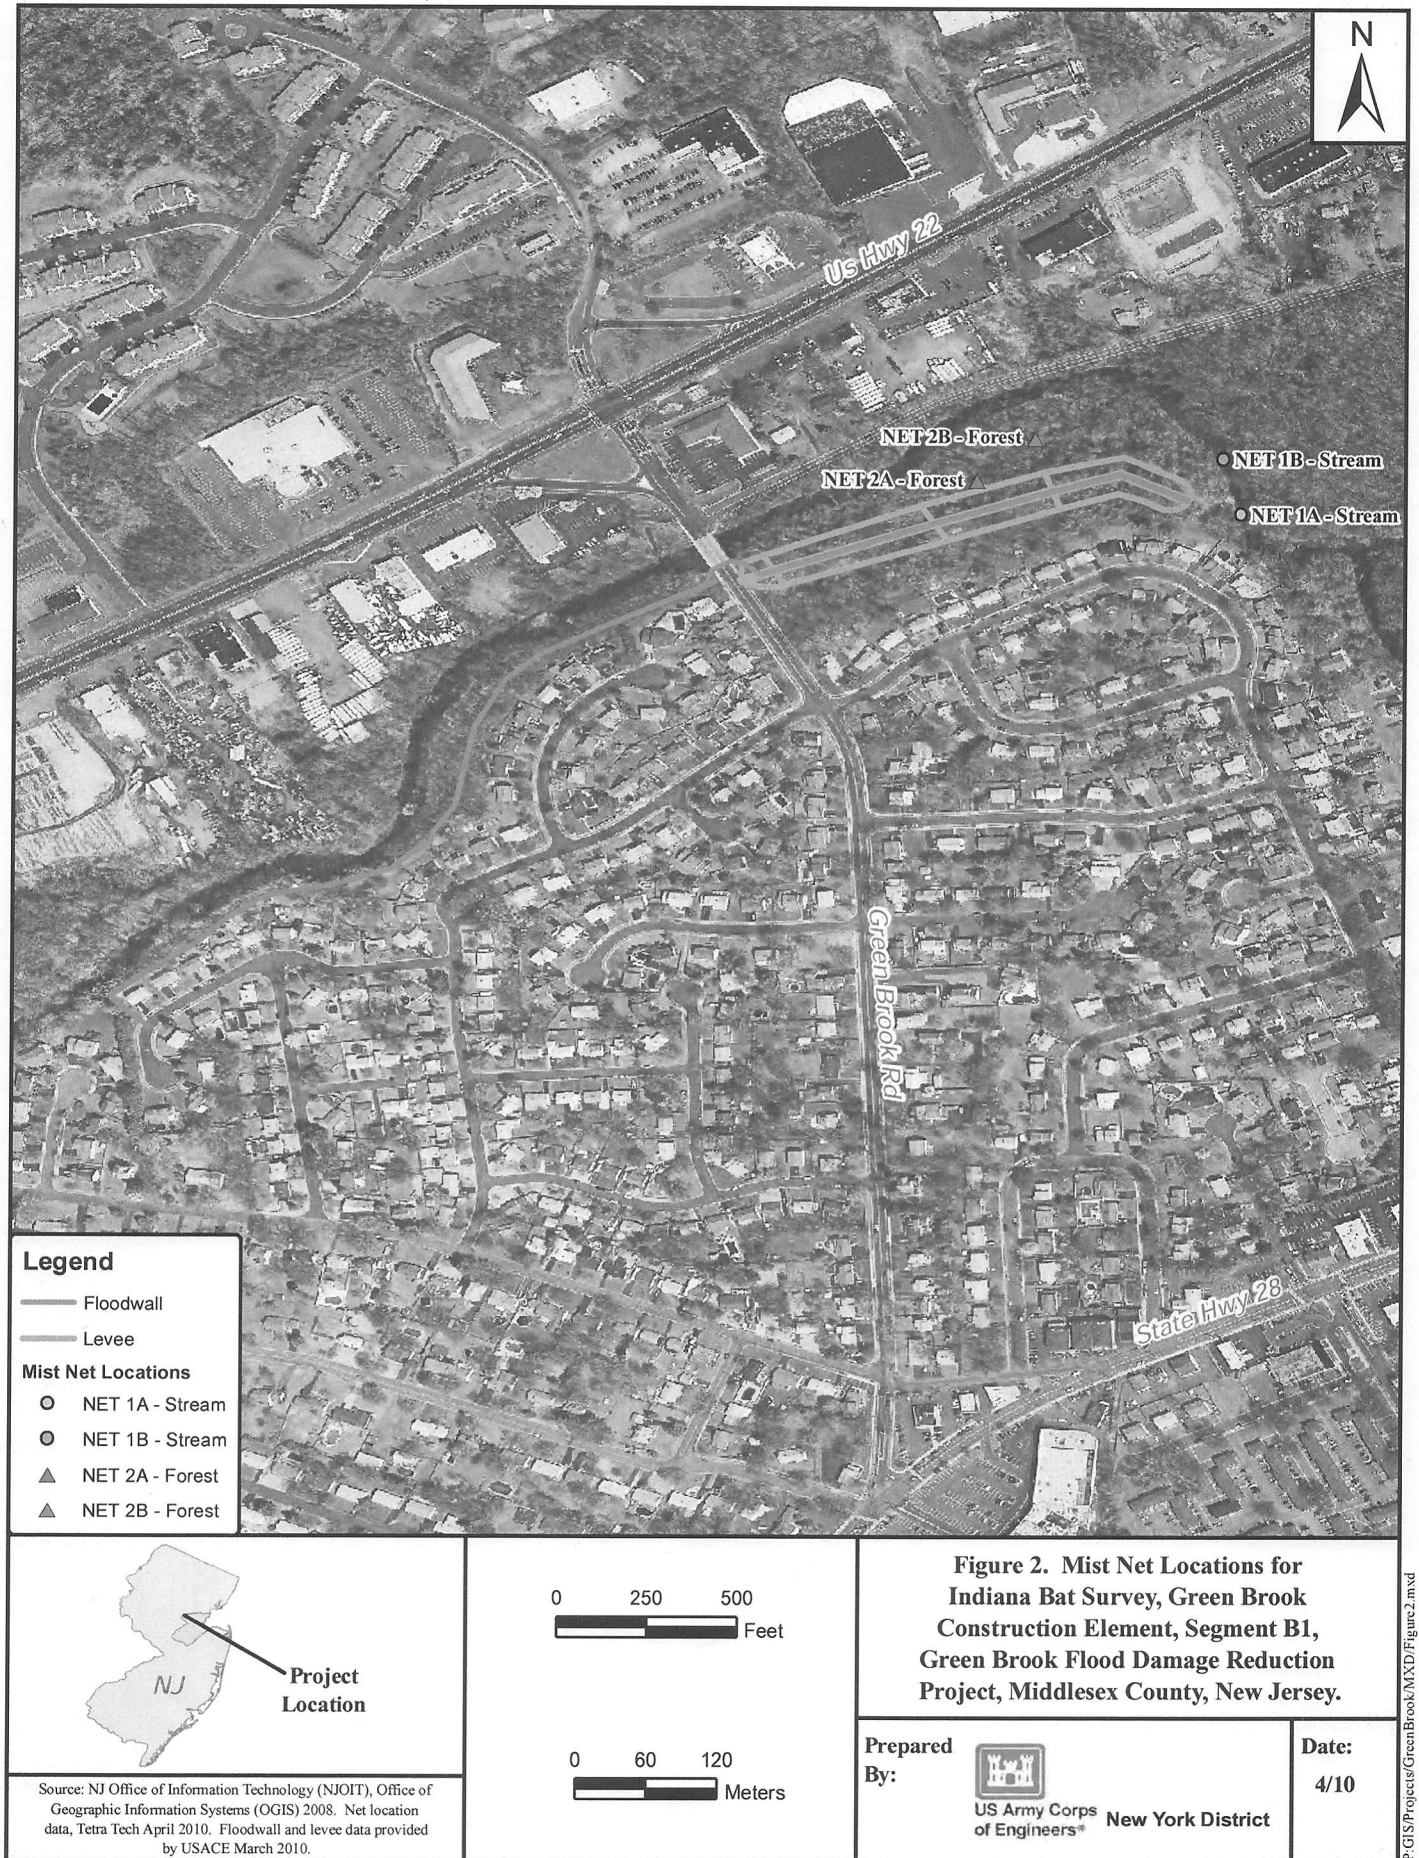 N
Us Hwy 22
NET 2B - Forest
NET 1B - Stream
NET 2A - Forest
NET 1A - Stream
Green Brook Rd
State Hwy 28
Legend
Floodwall
Levee
Mist Net Locations
NET 1A - Stream
NET 1B - Stream
NET 2A - Forest
NET 2B - Forest
NJ
Project
Location
Source: NJ Office of Information Technology (NJOIT), Office of
Geographic Information Systems (OGIS) 2008. Net location
data, Tetra Tech April 2010. Floodwall and levee data provided
by USACE March 2010.
0 250 500
Feet
0 60 120
Meters
Figure 2. Mist Net Locations for
Indiana Bat Survey, Green Brook
Construction Element, Segment B1,
Green Brook Flood Damage Reduction
Project, Middlesex County, New Jersey.
Prepared
By:
US Army Corps
of Engineers®
New York District
Date:
4/10
P:GIS/Projects/GreenBrook/MXD/Figure2.mxd